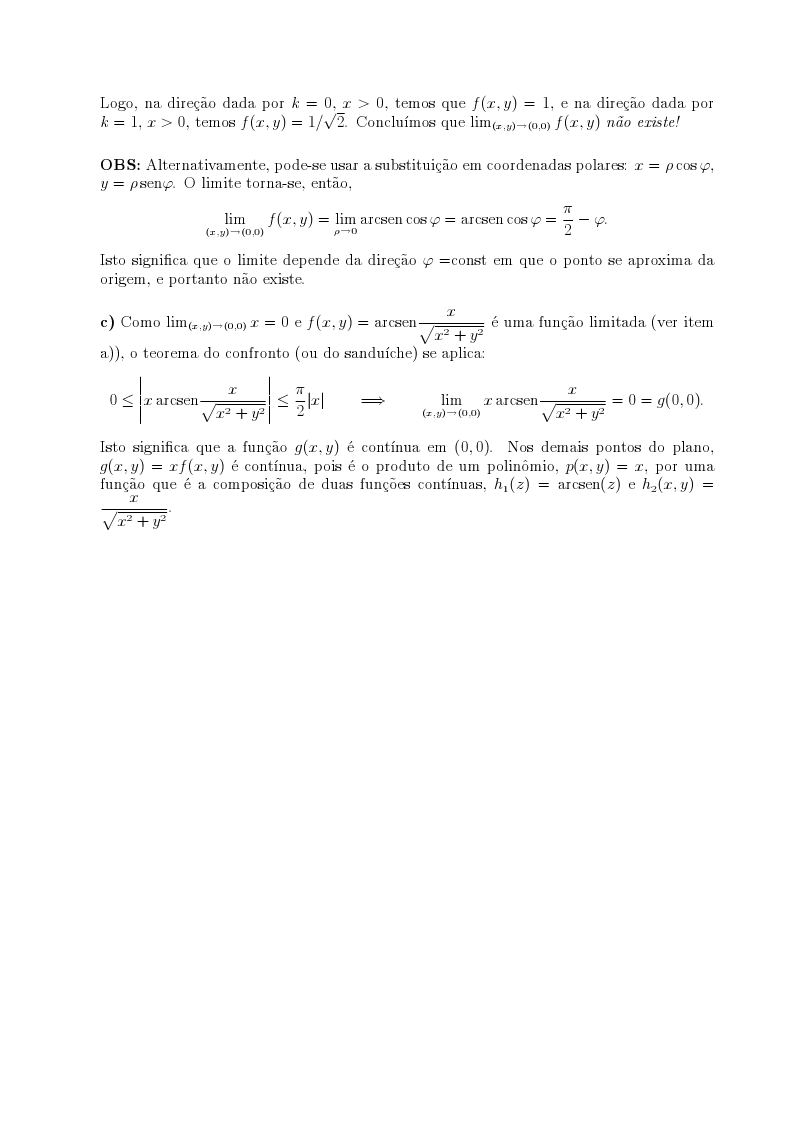 Logo, na direção dada por k = 0, x > 0, temos que f(x, y) = 1, e na direção dada por
k = 1, x > 0, temos f(x, y) = 1/√2. Concluímos que lim(x,y)→(0,0) f(x, y) não existe!
OBS: Alternativamente, pode-se usar a substituição em coordenadas polares: x = ρ cos φ,
y = ρ senφ. O limite torna-se, então,
lim(x,y)→(0,0) f(x, y) = limρ→0 arcsen cos φ = arcsen cos φ = π/2 − φ.
Isto significa que o limite depende da direção φ =const em que o ponto se aproxima da
origem, e portanto não existe.
c) Como lim(x,y)→(0,0) x = 0 e f(x, y) = arcsen x/√(x² + y²) é uma função limitada (ver item
a)), o teorema do confronto (ou do sanduíche) se aplica:
0 ≤ |x arcsen x/√(x² + y²)| ≤ π/2 |x| ⟹ lim(x,y)→(0,0) x arcsen x/√(x² + y²) = 0 = g(0, 0).
Isto significa que a função g(x, y) é contínua em (0, 0). Nos demais pontos do plano,
g(x, y) = xf(x, y) é contínua, pois é o produto de um polinômio, p(x, y) = x, por uma
função que é a composição de duas funções contínuas, h₁(z) = arcsen(z) e h₂(x, y) =
x/√(x² + y²).